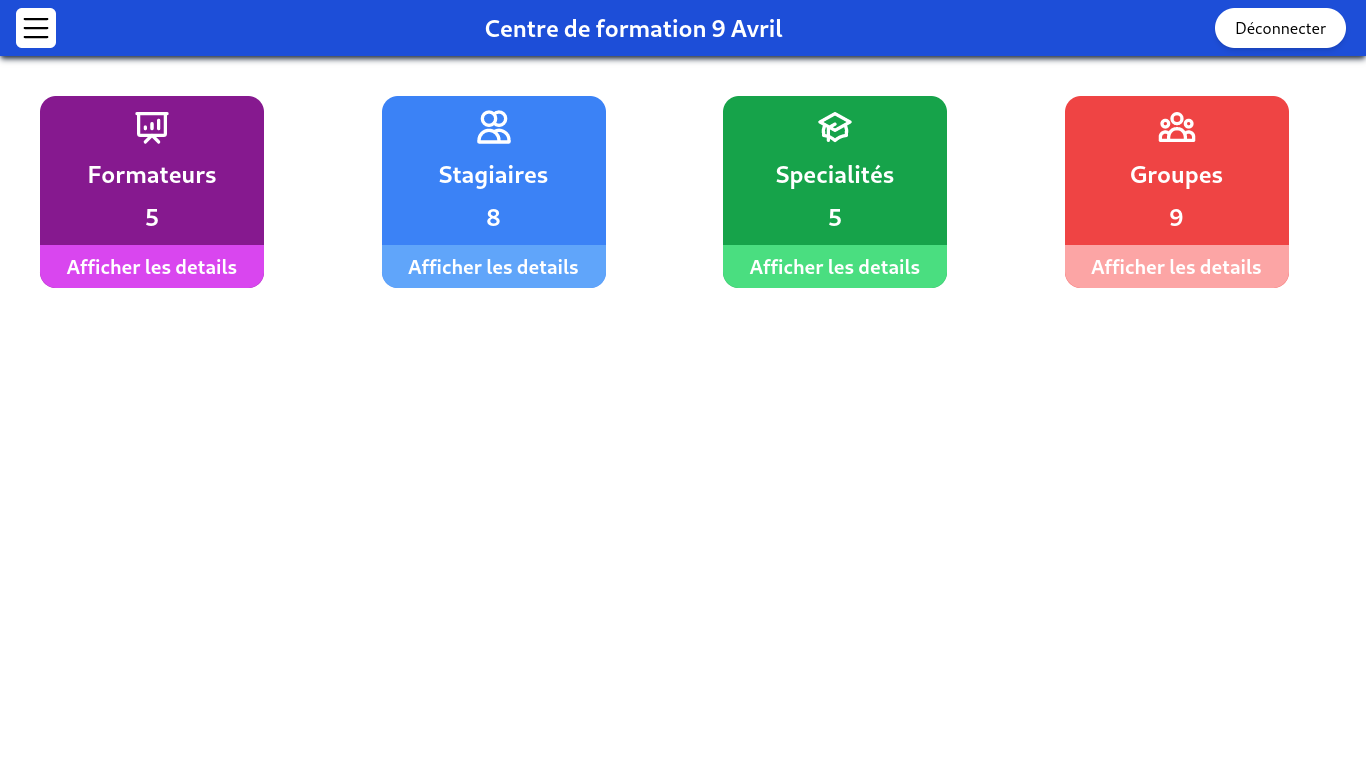 Centre de formation 9 Avril
Déconnecter
Formateurs
5
Afficher les details
Stagiaires
8
Afficher les details
Specialités
5
Afficher les details
Groupes
9
Afficher les details